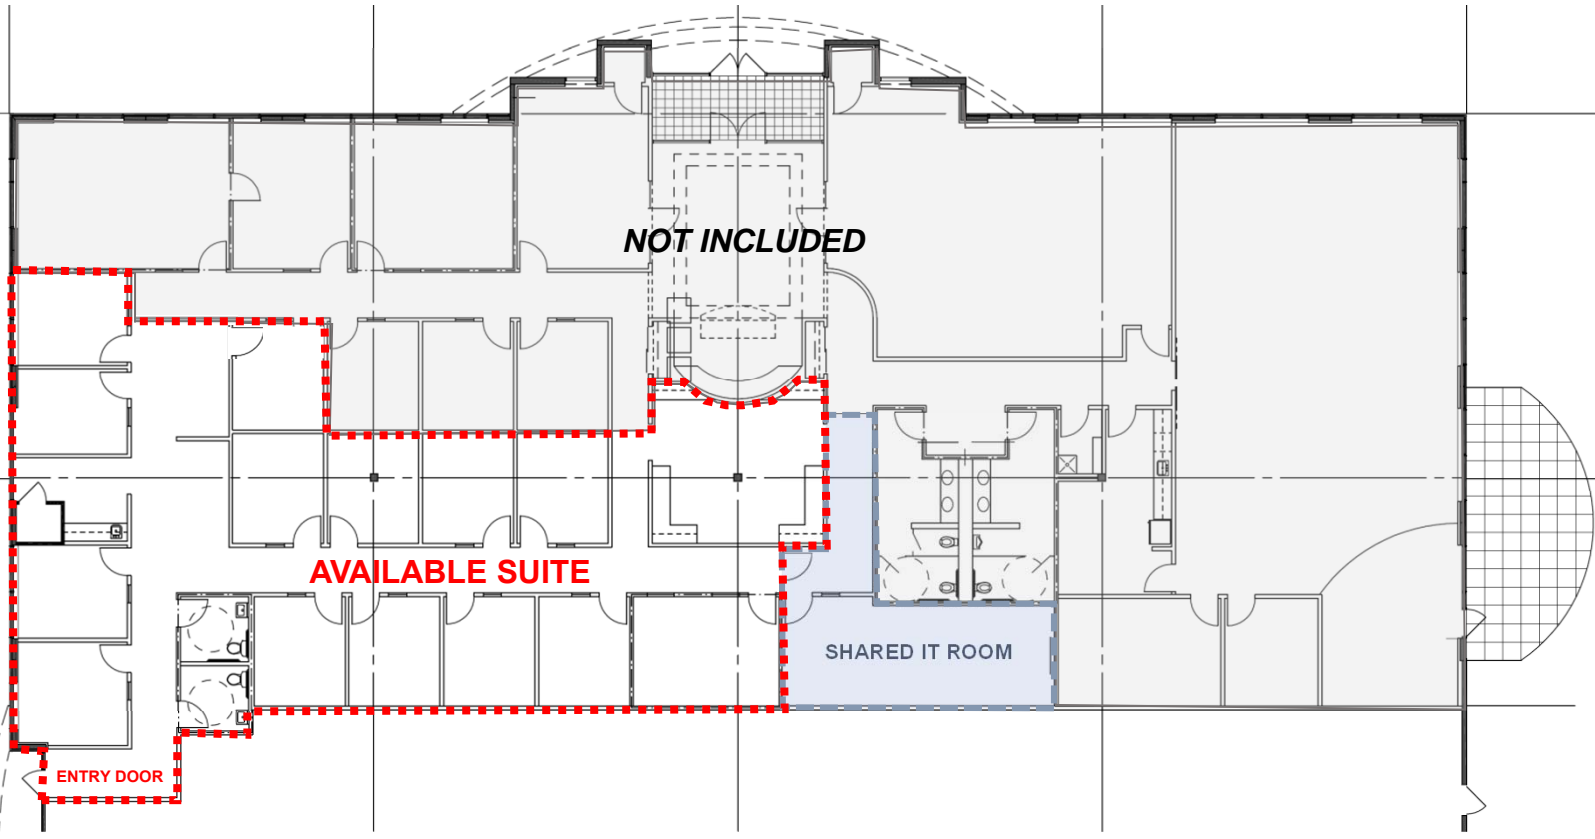 NOT INCLUDED
AVAILABLE SUITE
SHARED IT ROOM
ENTRY DOOR